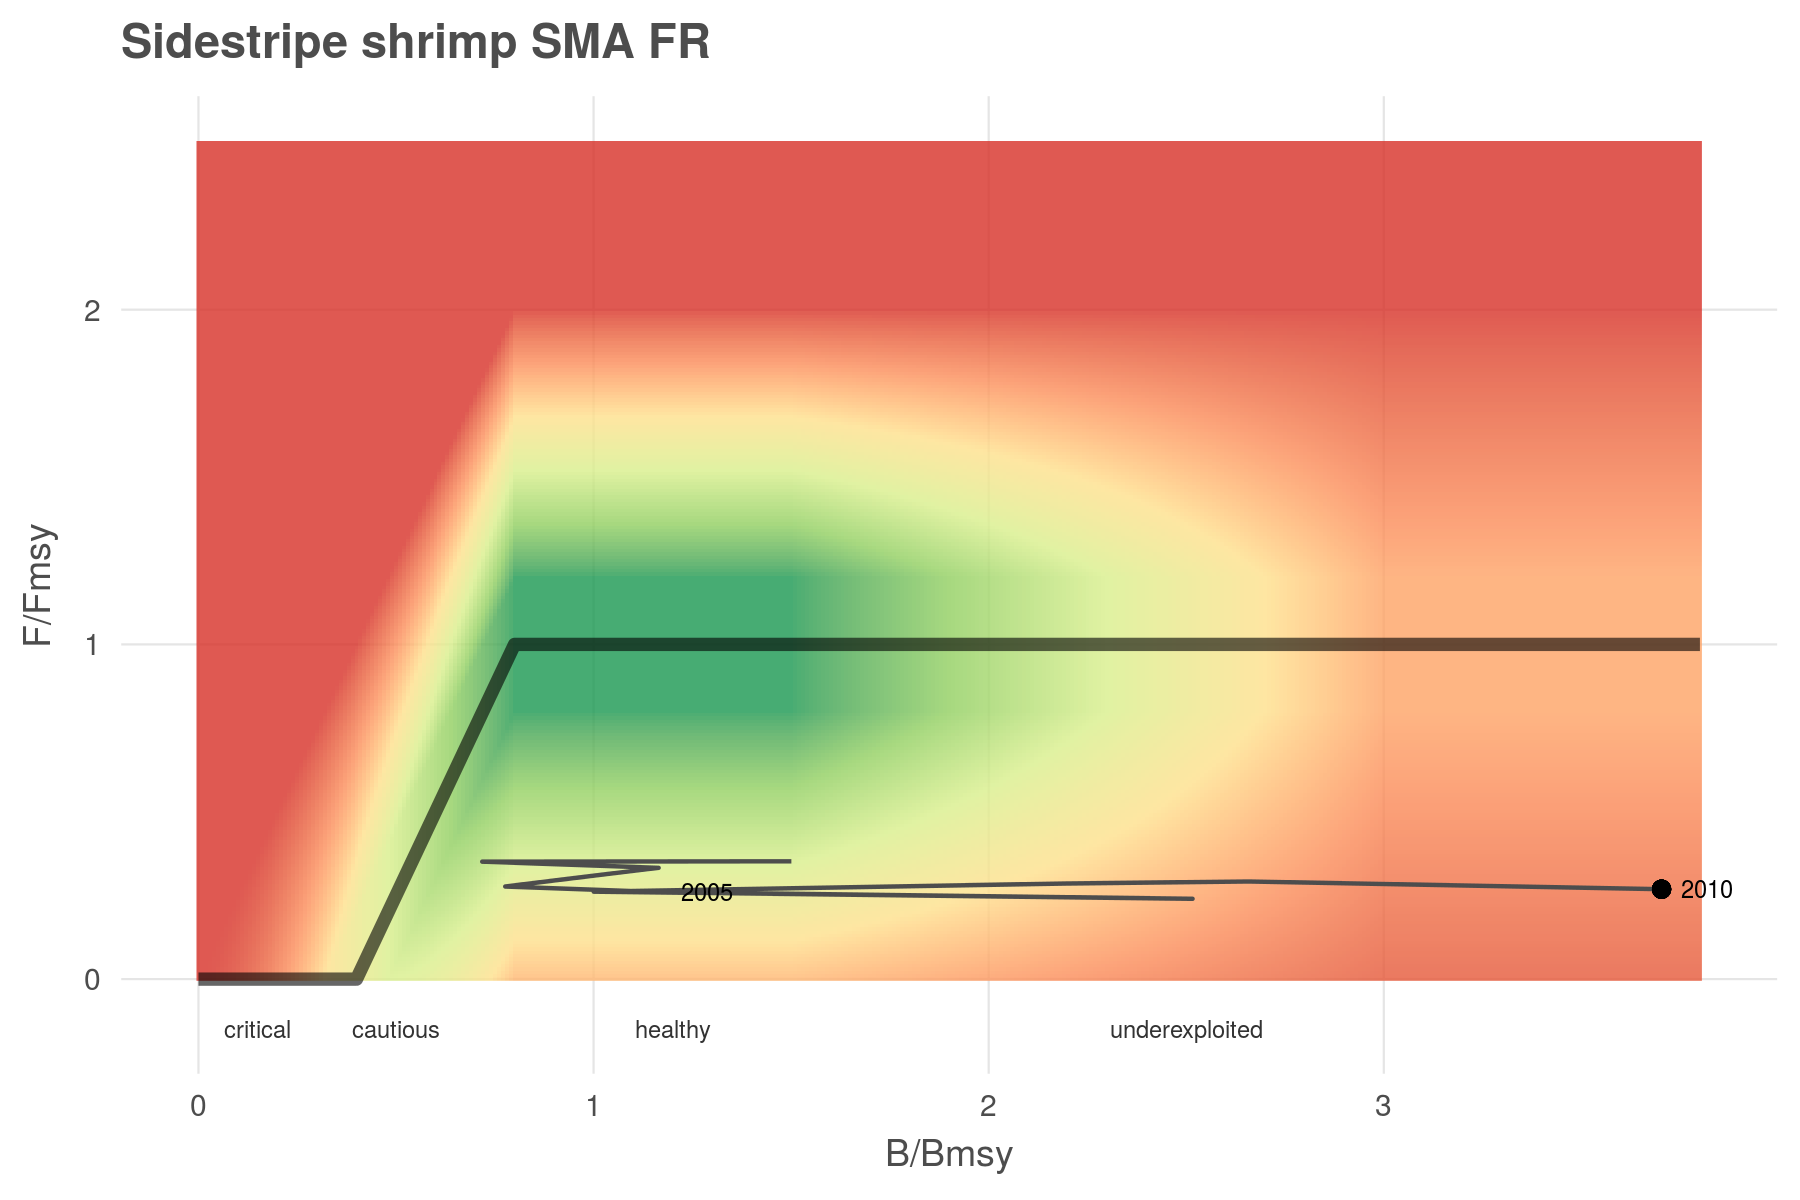 Sidestripe shrimp SMA FR
F/Fmsy
2
1
0
2005
2010
critical cautious healthy underexploited
0 1 2 3
B/Bmsy